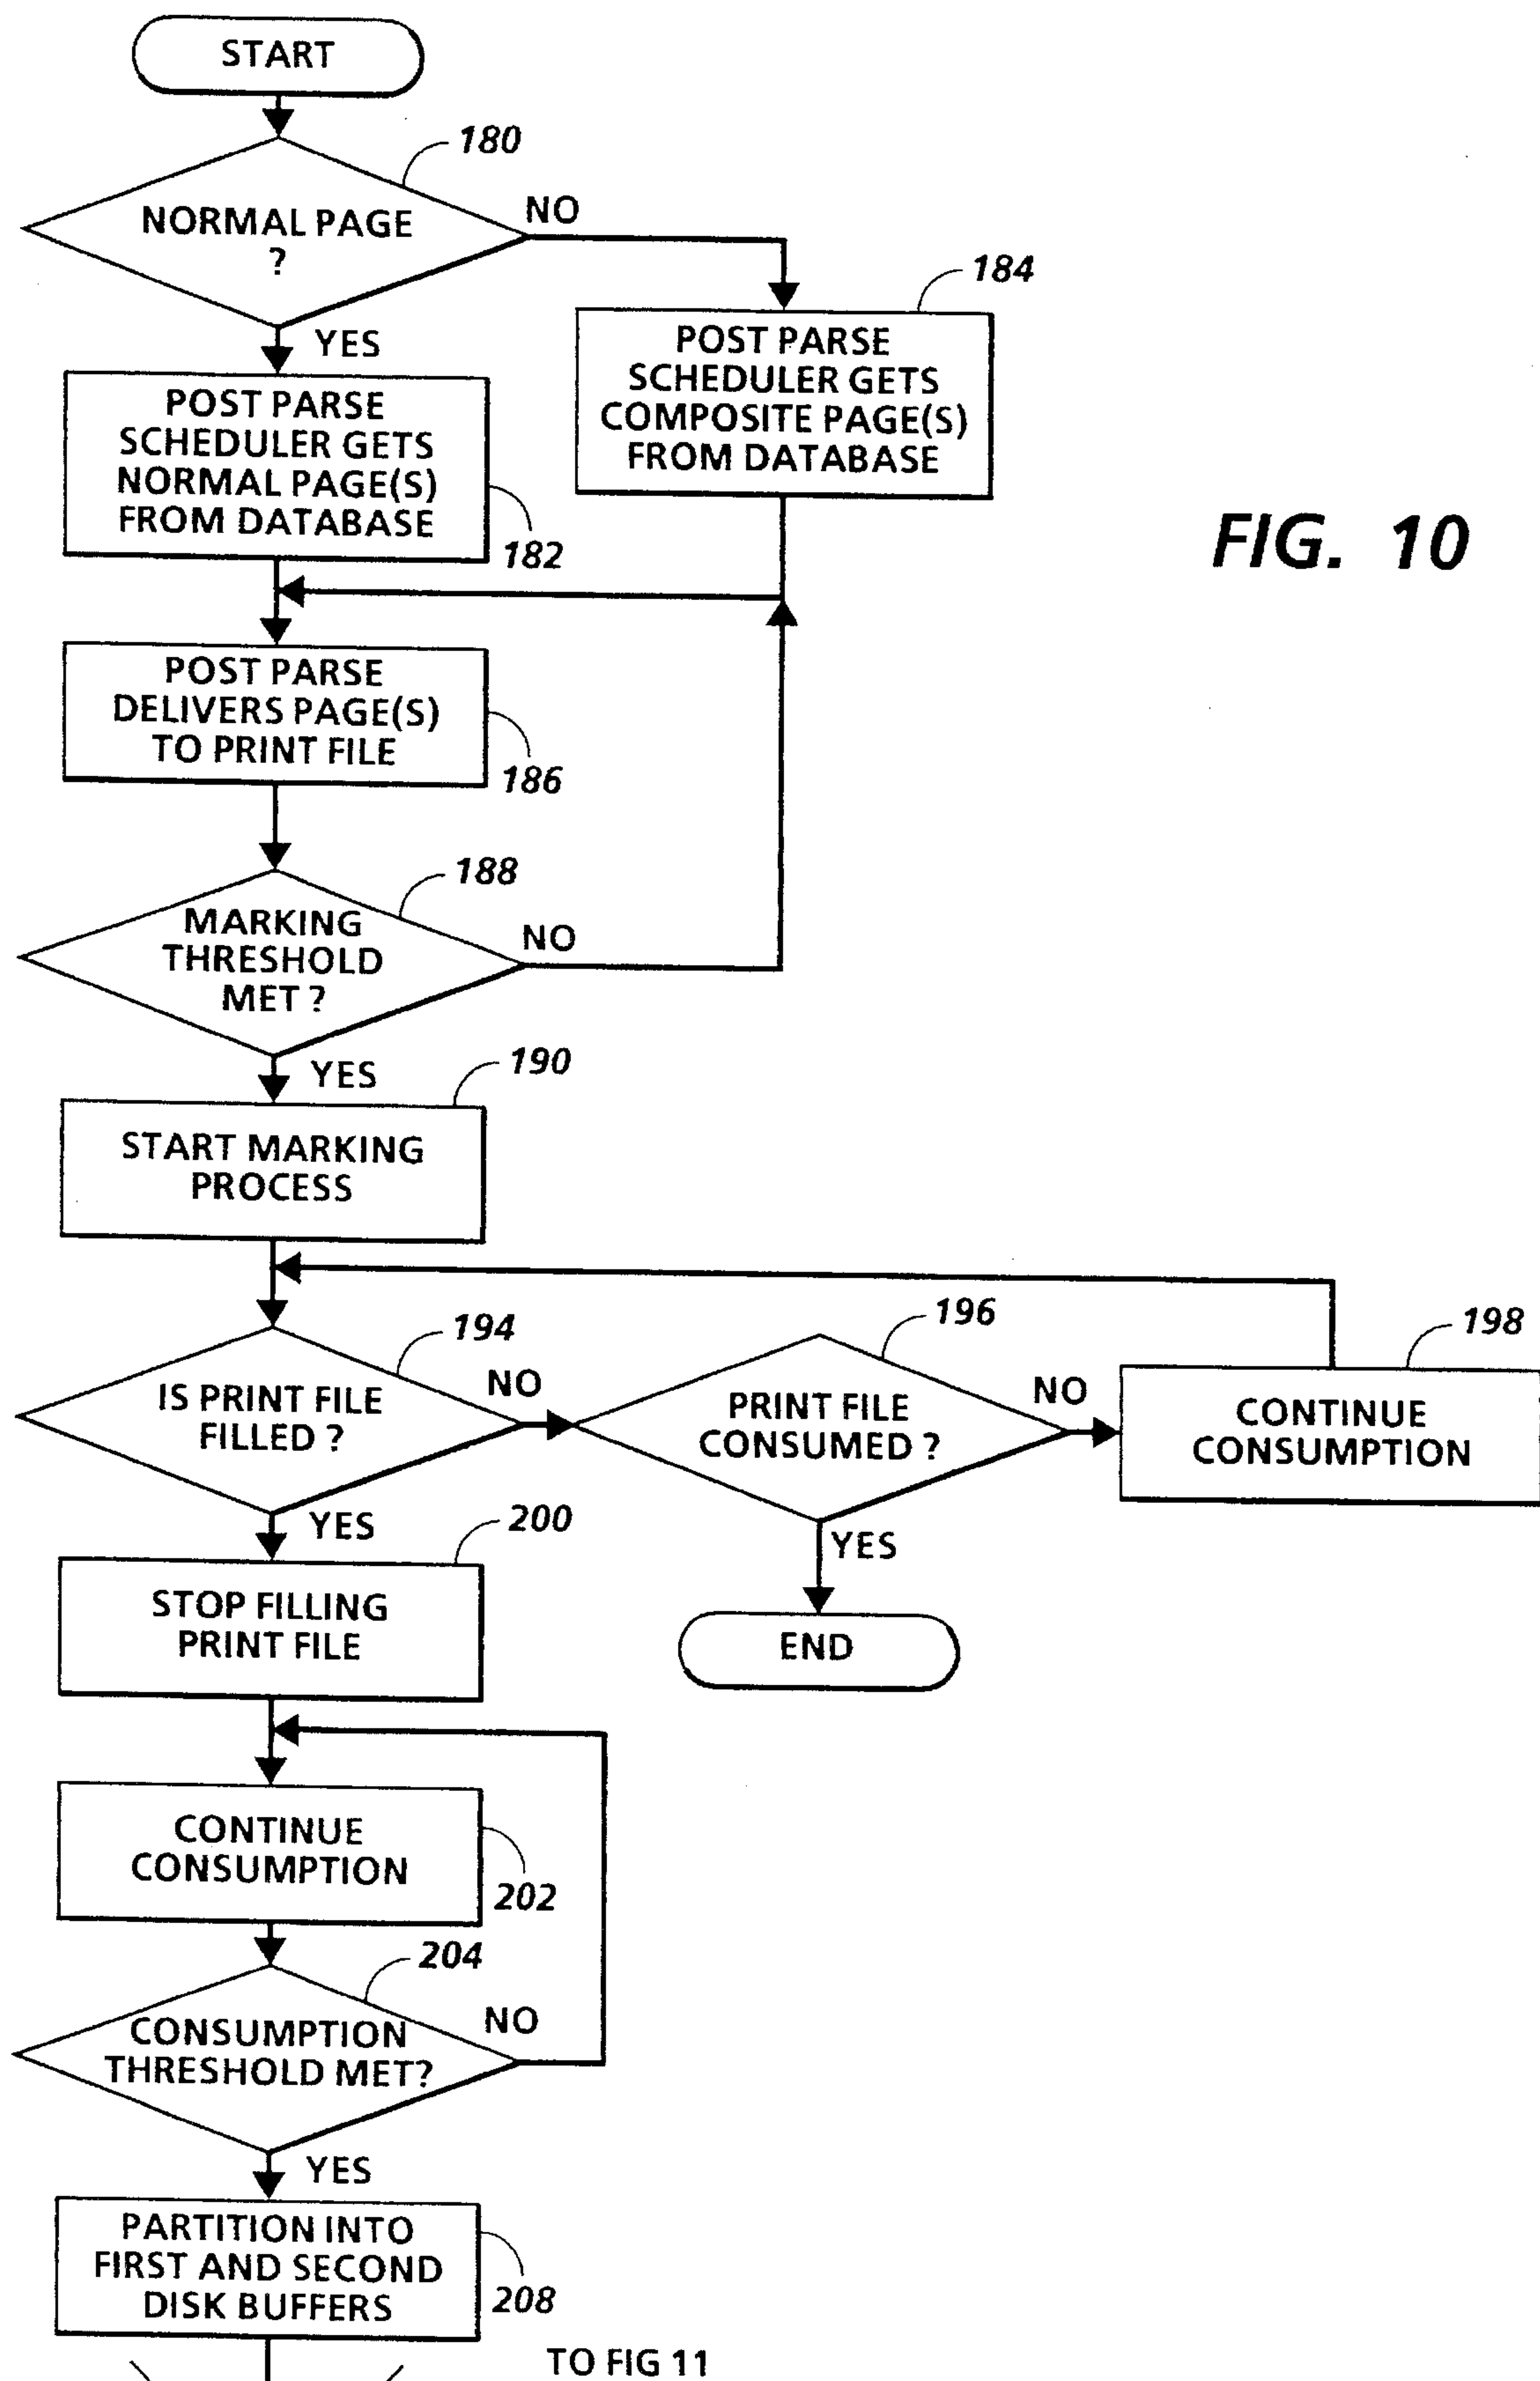 START
180
NORMAL PAGE
?
NO
YES
184
POST PARSE
SCHEDULER GETS
COMPOSITE PAGE(S)
FROM DATABASE
POST PARSE
SCHEDULER GETS
NORMAL PAGE(S)
FROM DATABASE
182
FIG. 10
POST PARSE
DELIVERS PAGE(S)
TO PRINT FILE
186
188
MARKING
THRESHOLD
MET ?
NO
YES
190
START MARKING
PROCESS
194
IS PRINT FILE
FILLED ?
NO
YES
196
PRINT FILE
CONSUMED ?
NO
YES
198
CONTINUE
CONSUMPTION
END
200
STOP FILLING
PRINT FILE
CONTINUE
CONSUMPTION
202
204
CONSUMPTION
THRESHOLD MET?
NO
YES
PARTITION INTO
FIRST AND SECOND
DISK BUFFERS
208
TO FIG 11